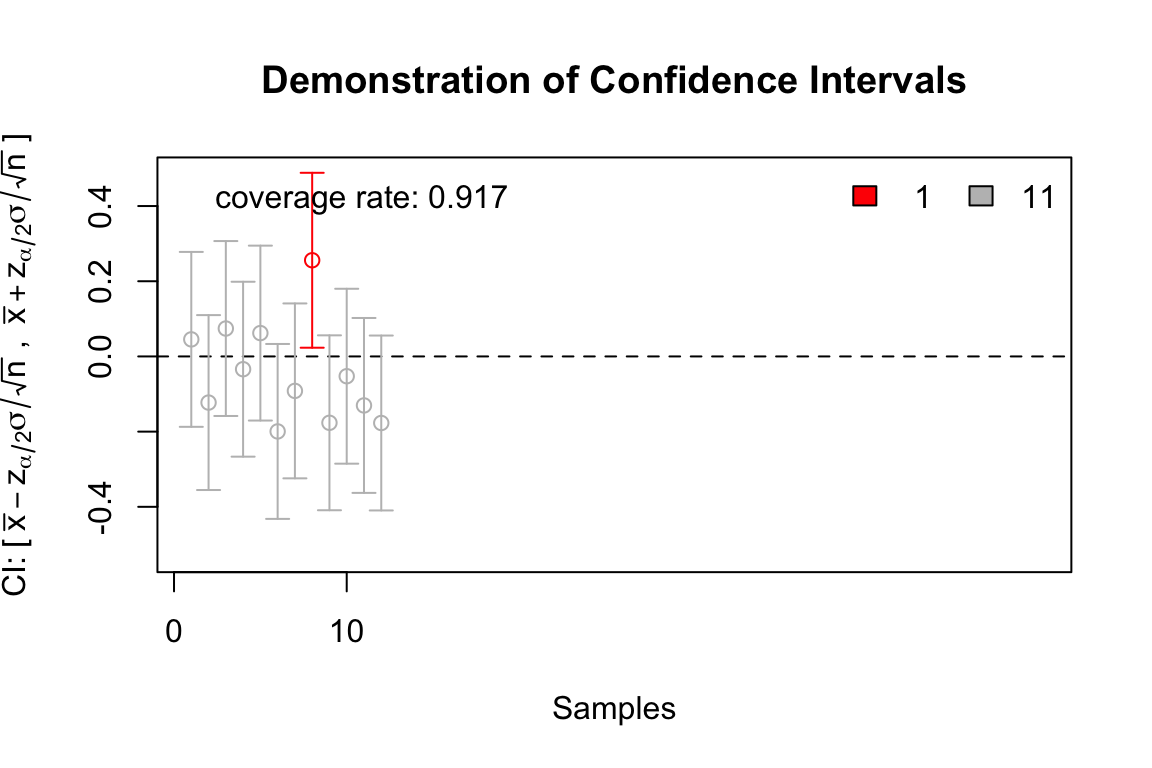 Demonstration of Confidence Intervals
CI: [ x̅ − zα/2σ/√n , x̅ + zα/2σ/√n ]
coverage rate: 0.917
1
11
0.4
0.2
0.0
-0.4
0
10
Samples